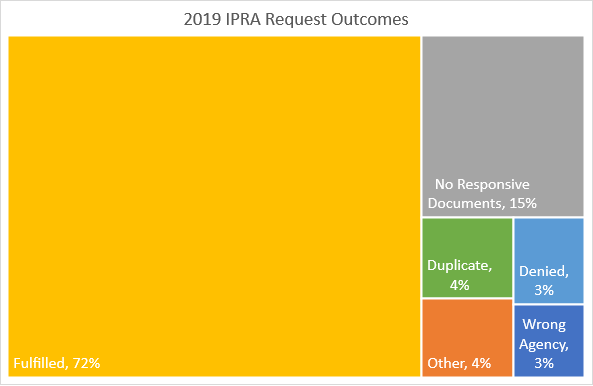 2019 IPRA Request Outcomes
Fulfilled, 72%
No Responsive
Documents, 15%
Duplicate,
4%
Denied,
3%
Other, 4%
Wrong
Agency,
3%